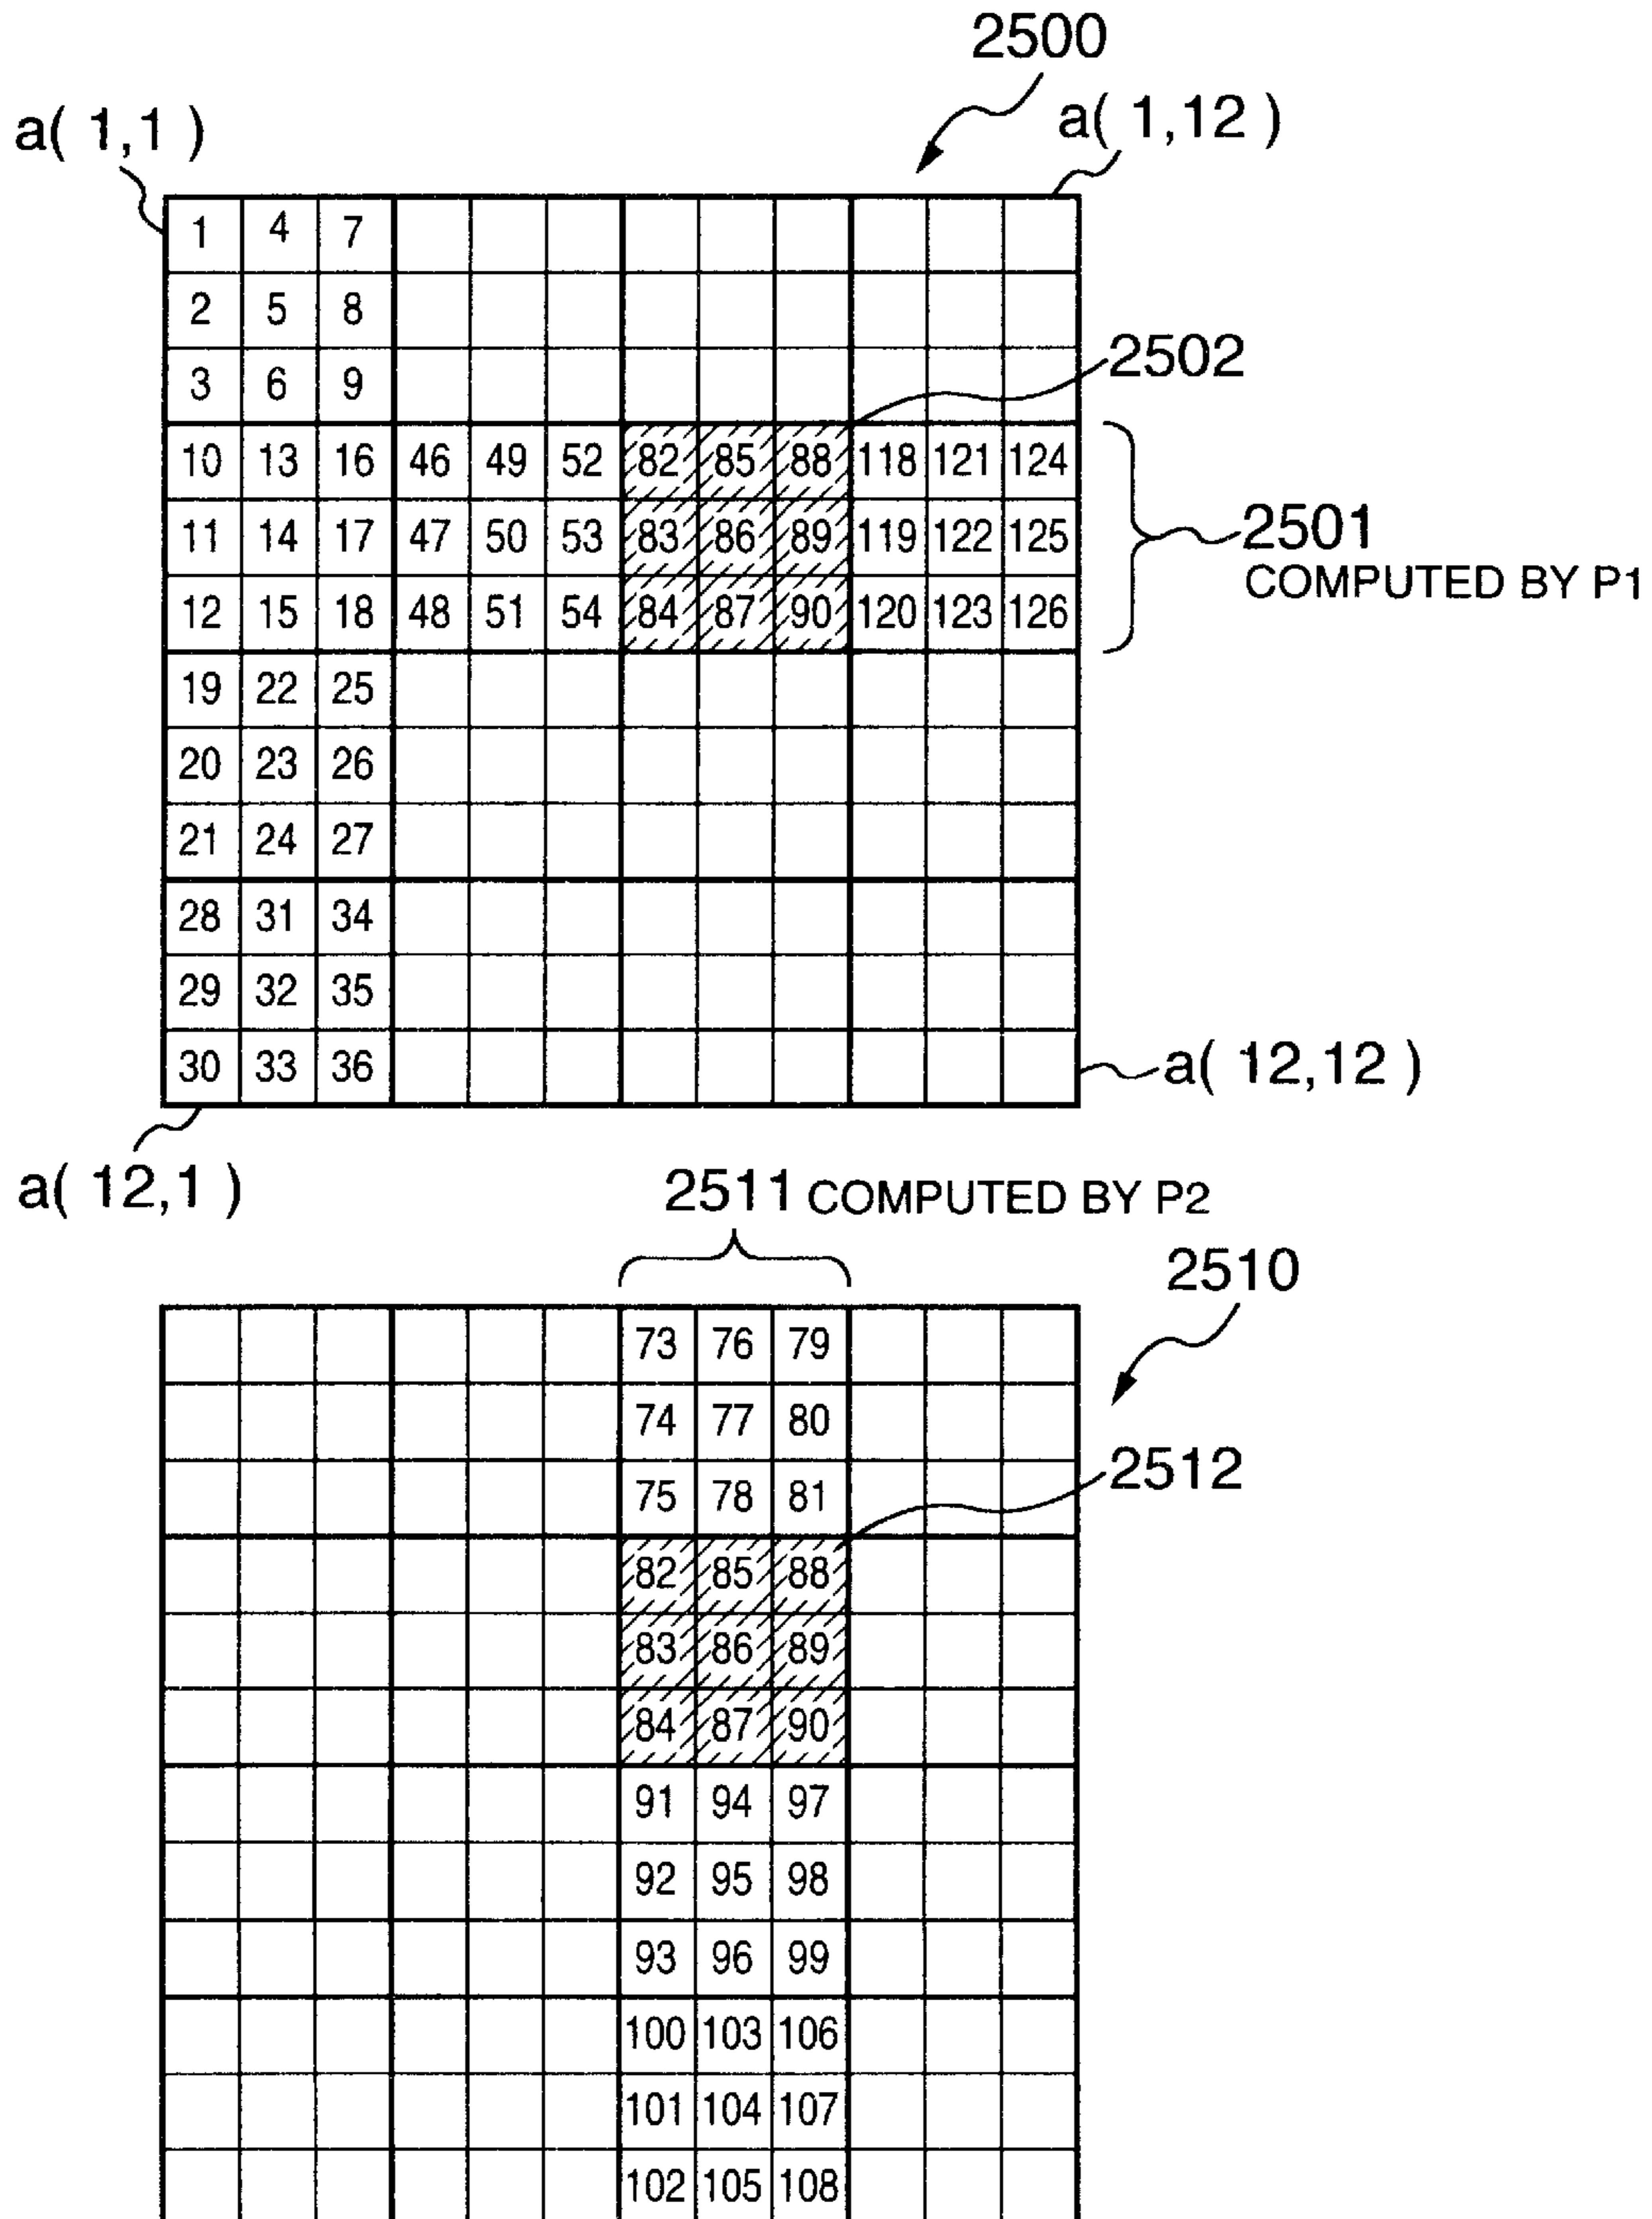 2500
a( 1,1 )
a( 1,12 )
1 4 7
2 5 8
2502
3 6 9
10 13 16 46 49 52 82 85 88 118 121 124
11 14 17 47 50 53 83 86 89 119 122 125
2501
COMPUTED BY P1
12 15 18 48 51 54 84 87 90 120 123 126
19 22 25
20 23 26
21 24 27
28 31 34
29 32 35
30 33 36
a( 12,12 )
a( 12,1 )
2511 COMPUTED BY P2
2510
73 76 79
74 77 80
2512
75 78 81
82 85 88
83 86 89
84 87 90
91 94 97
92 95 98
93 96 99
100 103 106
101 104 107
102 105 108